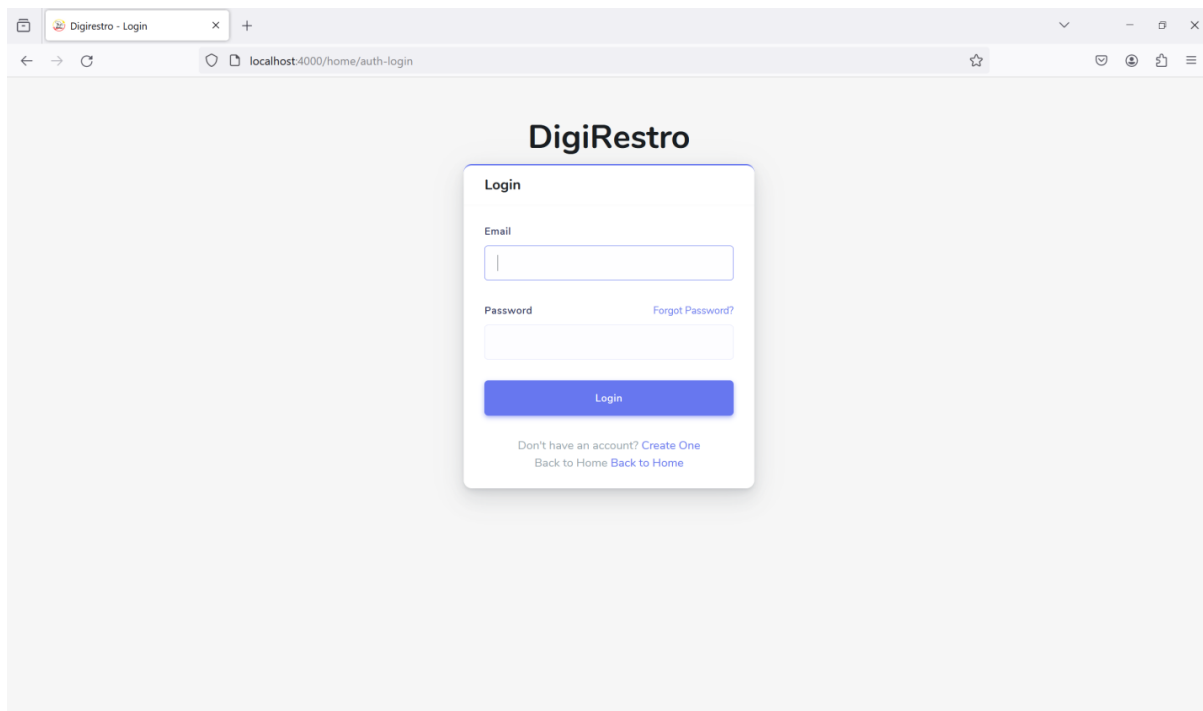 Digirestro - Login
localhost:4000/home/auth-login
DigiRestro
Login
Email
Password Forgot Password?
Login
Don't have an account? Create One
Back to Home Back to Home